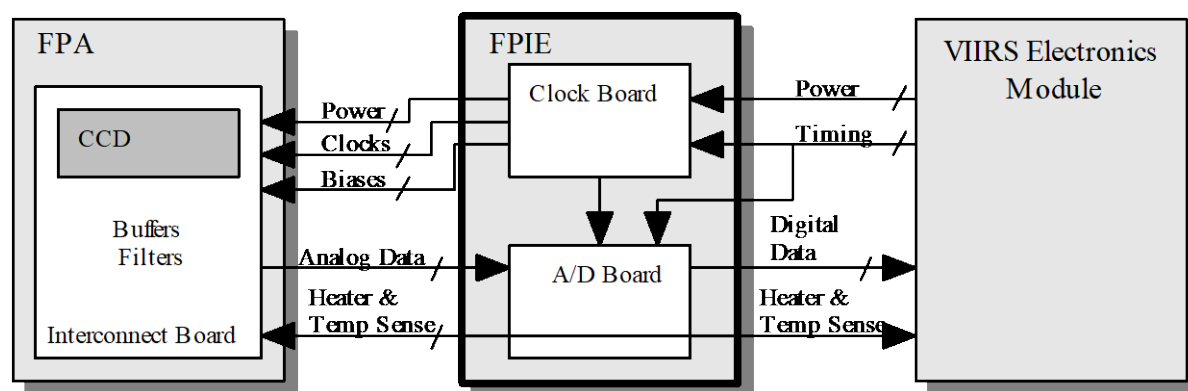 FPA
CCD
Buffers
Filters
Interconnect Board
Power
Clocks
Biases
Analog Data
Heater &
Temp Sense
FPIE
Clock Board
A/D Board
Power
Timing
Digital
Data
Heater &
Temp Sense
VIIRS Electronics
Module